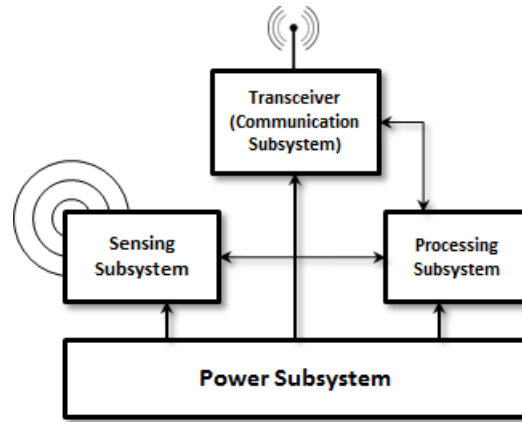 Transceiver
(Communication
Subsystem)
Sensing
Subsystem
Processing
Subsystem
Power Subsystem